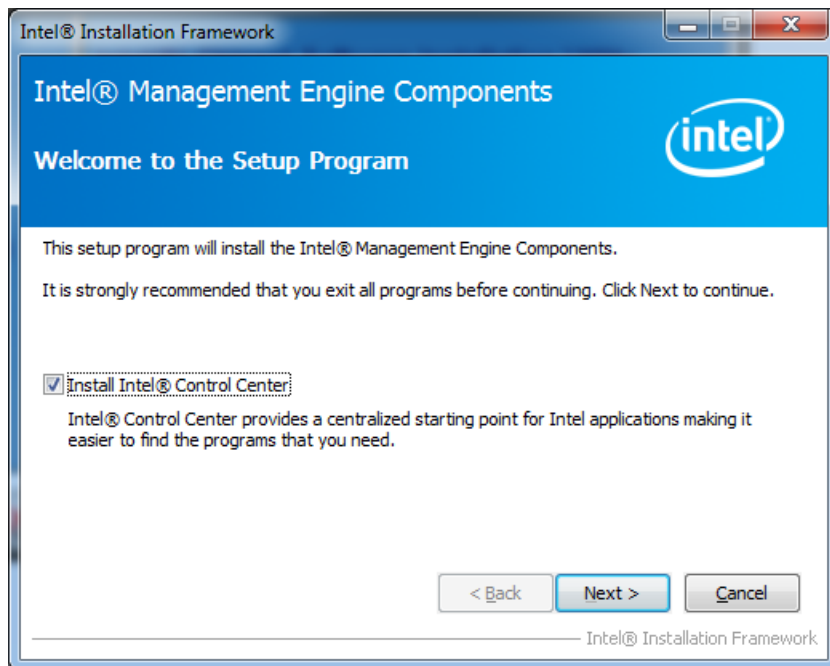 Intel® Installation Framework
Intel® Management Engine Components
intel
Welcome to the Setup Program
This setup program will install the Intel® Management Engine Components.
It is strongly recommended that you exit all programs before continuing. Click Next to continue.
Install Intel® Control Center
Intel® Control Center provides a centralized starting point for Intel applications making it
easier to find the programs that you need.
< Back Next > Cancel
Intel® Installation Framework